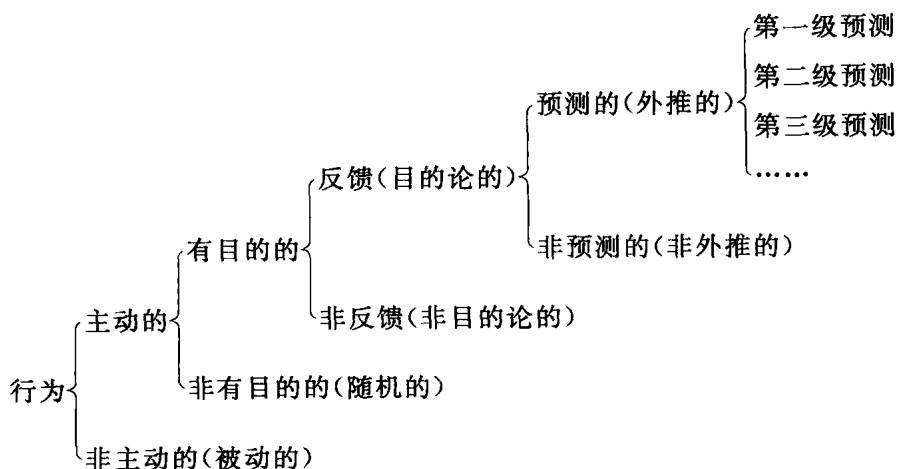 第一级预测
第二级预测
预测的(外推的)
第三级预测
……
反馈(目的论的)
有目的的
非预测的(非外推的)
主动的
非反馈(非目的论的)
行为
非有目的的(随机的)
非主动的(被动的)